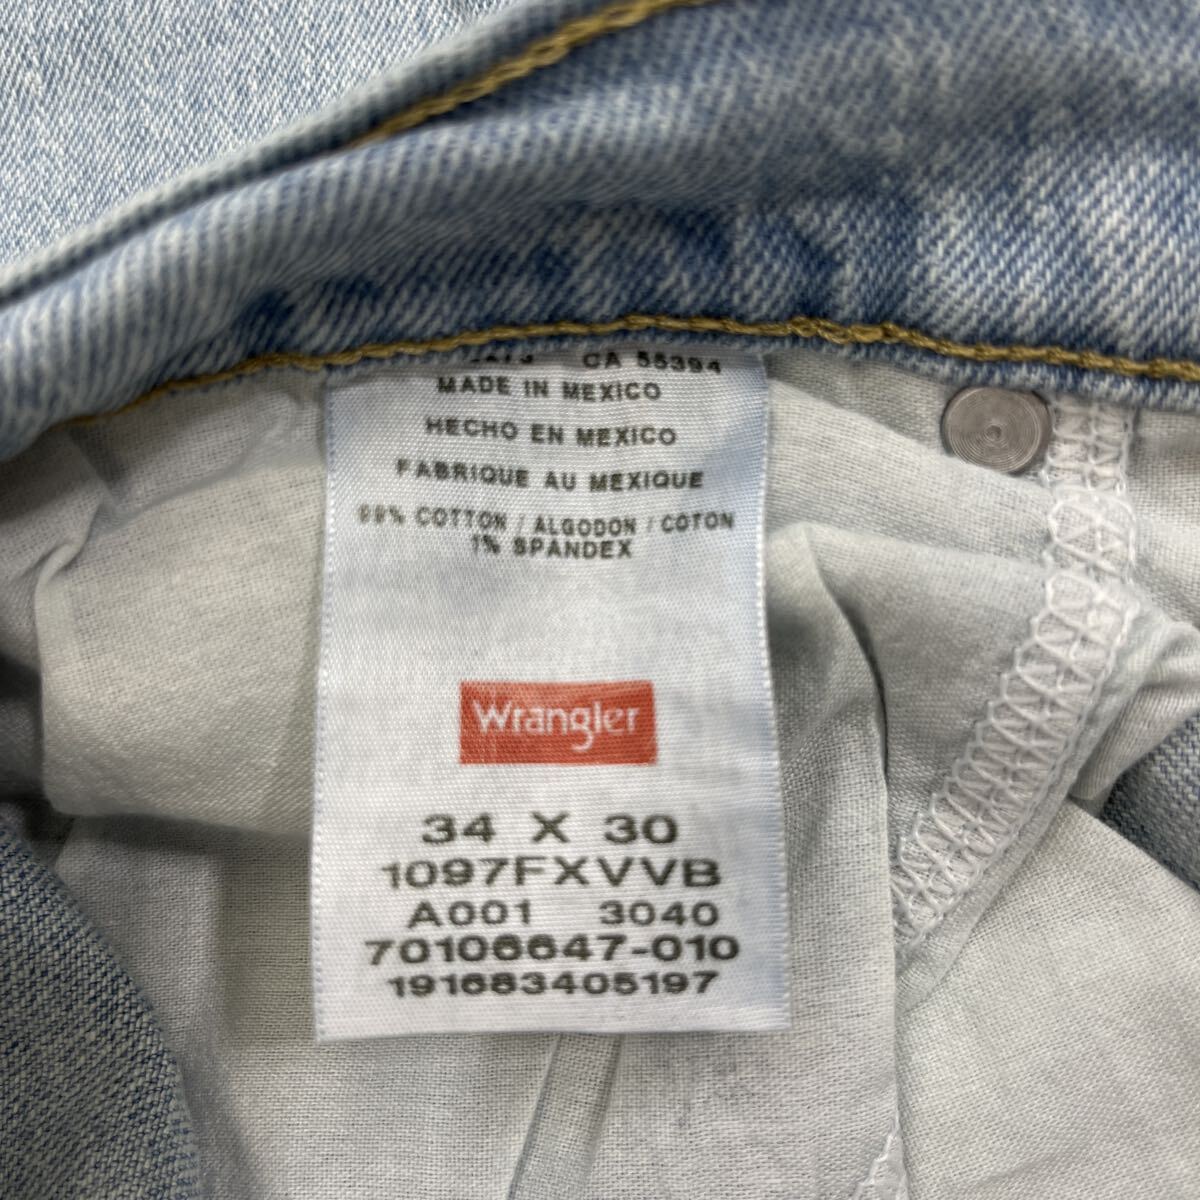 CA 55394
MADE IN MEXICO
HECHO EN MEXICO
FABRIQUE AU MEXIQUE
99% COTTON / ALGODON / COTON
1% SPANDEX
Wrangler
34 X 30
1097FXVVB
A001 3040
70106647-010
191683405197